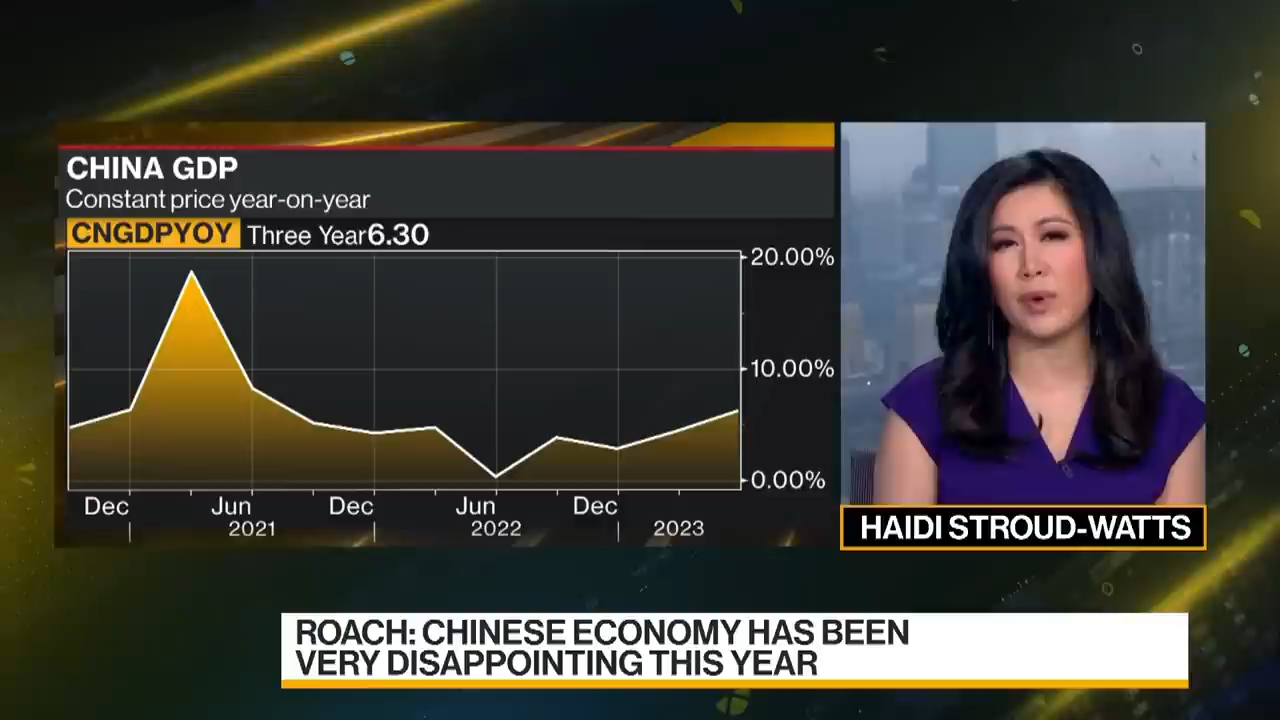 CHINA GDP
Constant price year-on-year
CNGDPYOY Three Year 6.30
20.00%
10.00%
0.00%
Dec Jun Dec Jun Dec
2021 2022 2023
HAIDI STROUD-WATTS
ROACH: CHINESE ECONOMY HAS BEEN
VERY DISAPPOINTING THIS YEAR